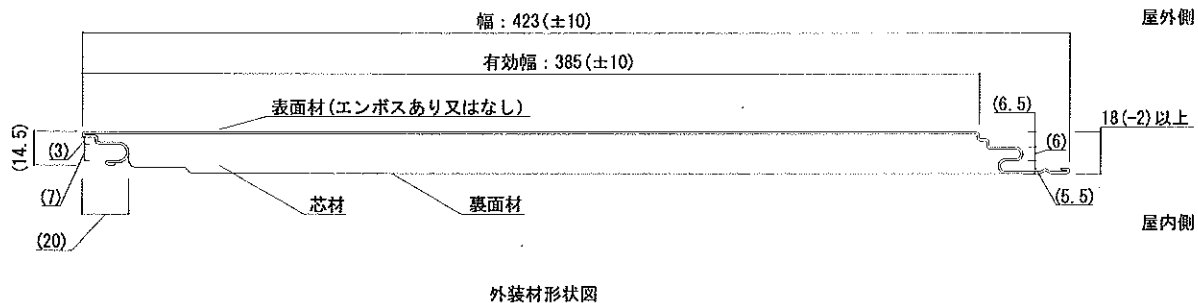 幅：423(±10)
屋外側
有効幅：385(±10)
表面材(エンボスあり又はなし)
(6.5)
18(-2)以上
(14.5)
(3)
(6)
(7)
芯材
裏面材
(5.5)
(20)
屋内側
外装材形状図